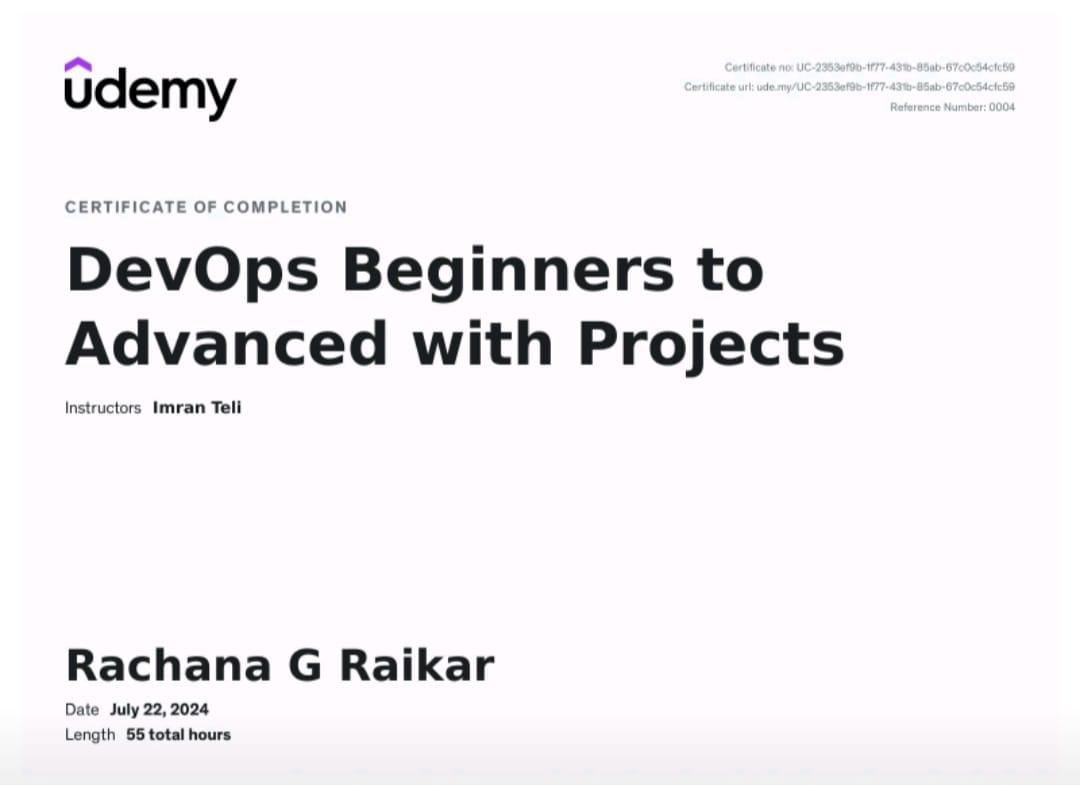 udemy
Certificate no: UC-2353ef9b-1f77-431b-85ab-67c0c54cfc59
Certificate url: ude.my/UC-2353ef9b-1f77-431b-85ab-67c0c54cfc59
Reference Number: 0004
CERTIFICATE OF COMPLETION
DevOps Beginners to
Advanced with Projects
Instructors Imran Teli
Rachana G Raikar
Date July 22, 2024
Length 55 total hours